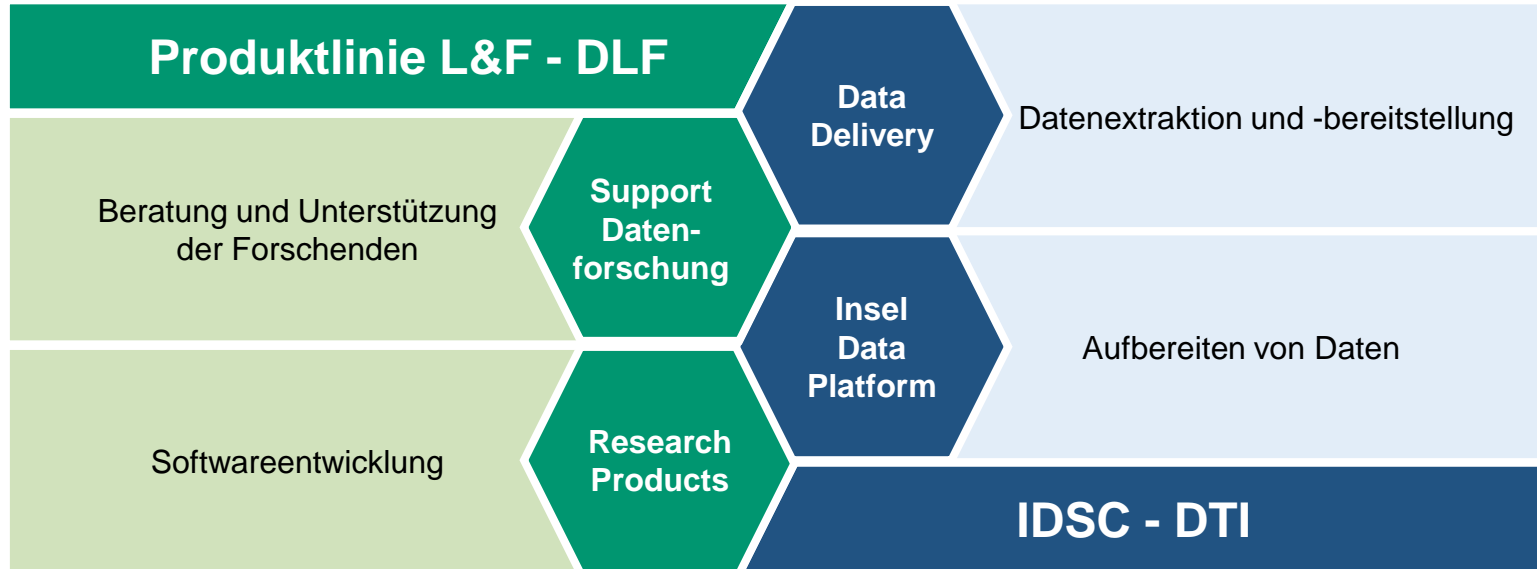 Produktlinie L&F - DLF
Data
Delivery
Datenextraktion und -bereitstellung
Beratung und Unterstützung
der Forschenden
Support
Daten-
forschung
Insel
Data
Platform
Aufbereiten von Daten
Softwareentwicklung
Research
Products
IDSC - DTI